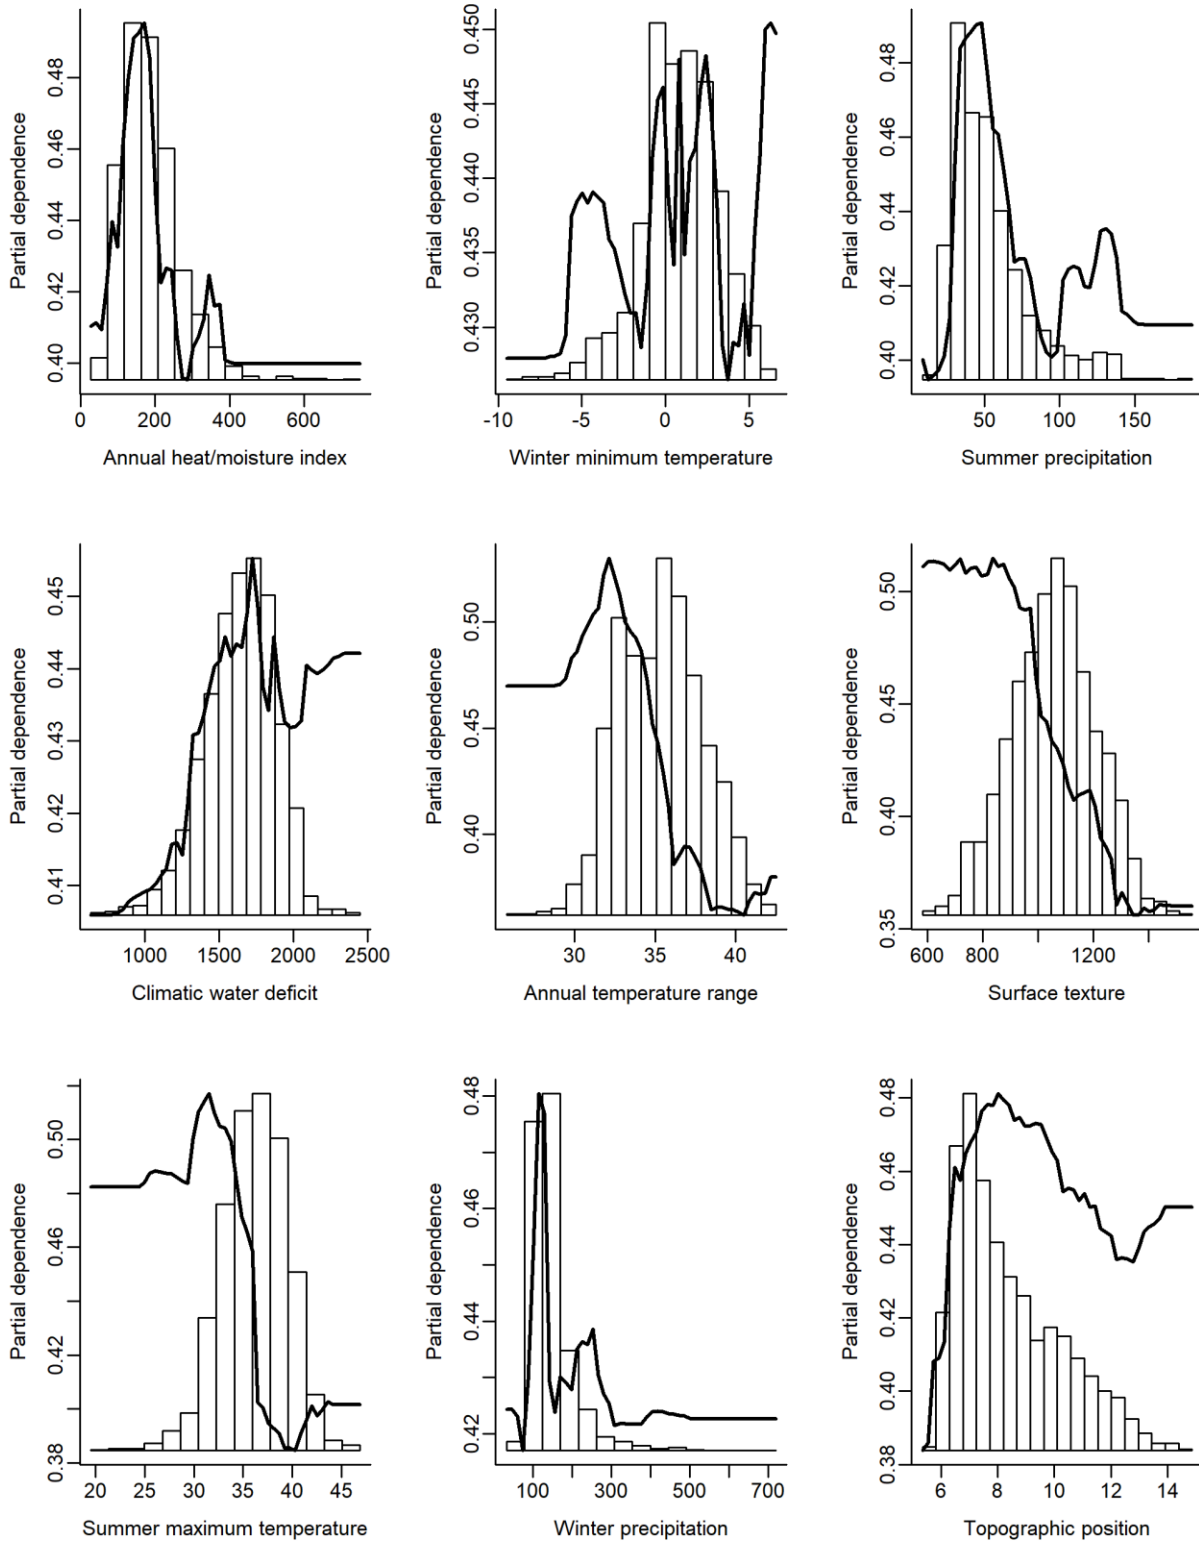 Partial dependence
0.40 0.42 0.44 0.46 0.48
0 200 400 600
Annual heat/moisture index
Partial dependence
0.430 0.435 0.440 0.445 0.450
-10 -5 0 5
Winter minimum temperature
Partial dependence
0.40 0.42 0.44 0.46 0.48
50 100 150
Summer precipitation
Partial dependence
0.41 0.42 0.43 0.44 0.45
1000 1500 2000 2500
Climatic water deficit
Partial dependence
0.40 0.45 0.50
30 35 40
Annual temperature range
Partial dependence
0.35 0.40 0.45 0.50
600 800 1200
Surface texture
Partial dependence
0.38 0.42 0.46 0.50
20 25 30 35 40 45
Summer maximum temperature
Partial dependence
0.42 0.44 0.46 0.48
100 300 500 700
Winter precipitation
Partial dependence
0.38 0.40 0.42 0.44 0.46 0.48
6 8 10 12 14
Topographic position